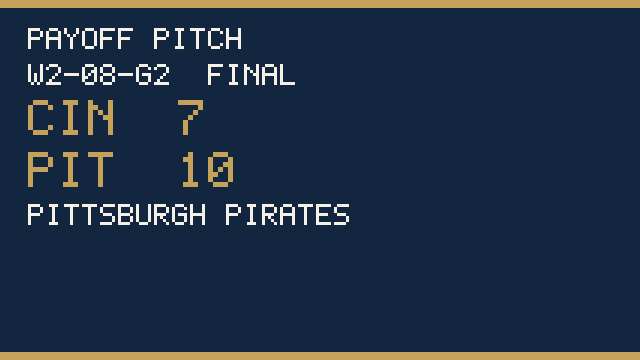 PAYOFF PITCH
W2-08-G2 FINAL
CIN 7
PIT 10
PITTSBURGH PIRATES